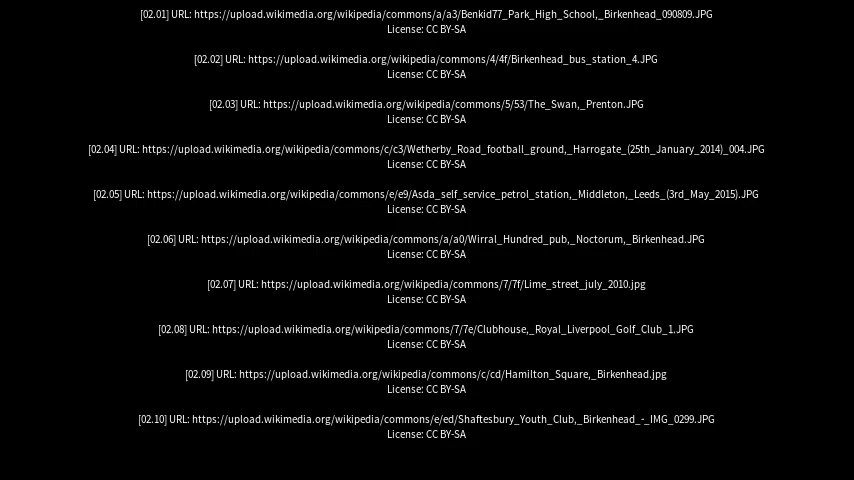 [02.01] URL: https://upload.wikimedia.org/wikipedia/commons/a/a3/Benkid77_Park_High_School,_Birkenhead_090809.JPG
License: CC BY-SA
[02.02] URL: https://upload.wikimedia.org/wikipedia/commons/4/4f/Birkenhead_bus_station_4.JPG
License: CC BY-SA
[02.03] URL: https://upload.wikimedia.org/wikipedia/commons/5/53/The_Swan,_Prenton.JPG
License: CC BY-SA
[02.04] URL: https://upload.wikimedia.org/wikipedia/commons/c/c3/Wetherby_Road_football_ground,_Harrogate_(25th_January_2014)_004.JPG
License: CC BY-SA
[02.05] URL: https://upload.wikimedia.org/wikipedia/commons/e/e9/Asda_self_service_petrol_station,_Middleton,_Leeds_(3rd_May_2015).JPG
License: CC BY-SA
[02.06] URL: https://upload.wikimedia.org/wikipedia/commons/a/a0/Wirral_Hundred_pub,_Noctorum,_Birkenhead.JPG
License: CC BY-SA
[02.07] URL: https://upload.wikimedia.org/wikipedia/commons/7/7f/Lime_street_july_2010.jpg
License: CC BY-SA
[02.08] URL: https://upload.wikimedia.org/wikipedia/commons/7/7e/Clubhouse,_Royal_Liverpool_Golf_Club_1.JPG
License: CC BY-SA
[02.09] URL: https://upload.wikimedia.org/wikipedia/commons/c/cd/Hamilton_Square,_Birkenhead.jpg
License: CC BY-SA
[02.10] URL: https://upload.wikimedia.org/wikipedia/commons/e/ed/Shaftesbury_Youth_Club,_Birkenhead_-_IMG_0299.JPG
License: CC BY-SA